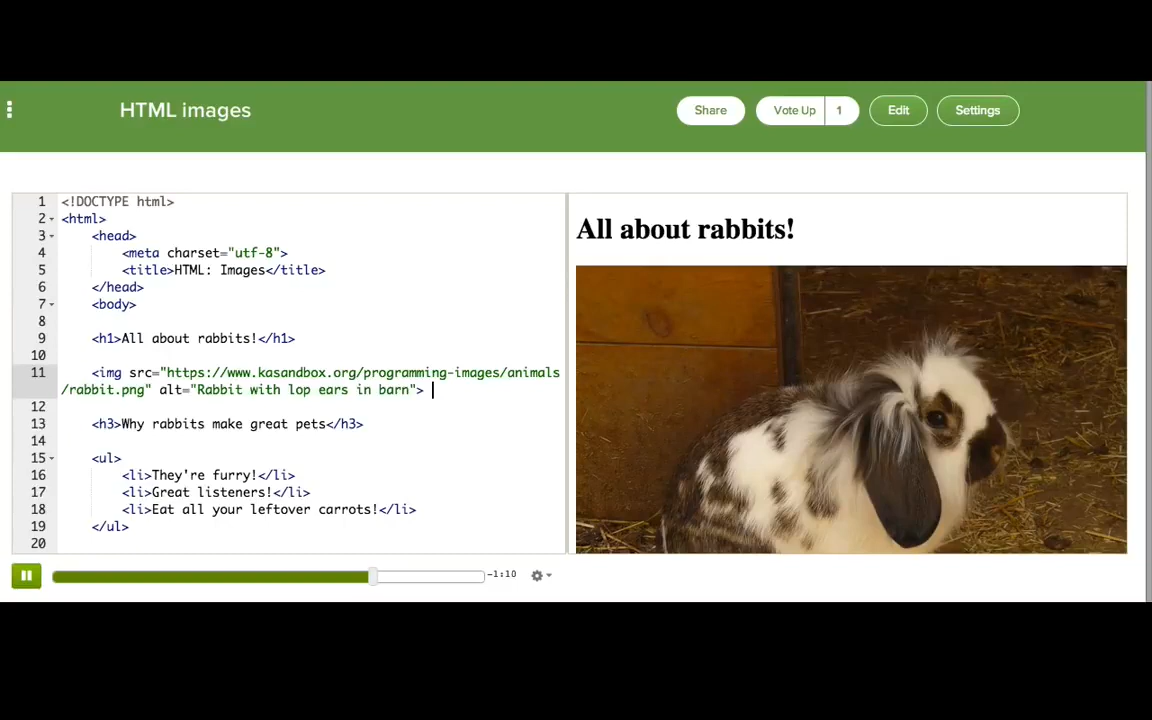 HTML images
Share
Vote Up 1
Edit
Settings
1 <!DOCTYPE html>
2 <html>
3 <head>
4 <meta charset="utf-8">
5 <title>HTML: Images</title>
6 </head>
7 <body>
8
9 <h1>All about rabbits!</h1>
10
11 <img src="https://www.kasandbox.org/programming-images/animals
/rabbit.png" alt="Rabbit with lop ears in barn">
12
13 <h3>Why rabbits make great pets</h3>
14
15 <ul>
16 <li>They're furry!</li>
17 <li>Great listeners!</li>
18 <li>Eat all your leftover carrots!</li>
19 </ul>
20
All about rabbits!
-1:10